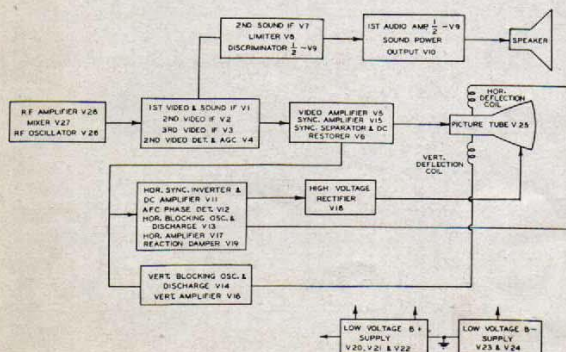 2ND SOUND IF V7
LIMITER V8
DISCRIMINATOR 1/2 -V9
1ST AUDIO AMP. 1/2 -V9
SOUND POWER
OUTPUT V10
SPEAKER
R.F. AMPLIFIER V26
MIXER V27
RF OSCILLATOR V28
1ST VIDEO & SOUND IF V1
2ND VIDEO IF V2
3RD VIDEO IF V3
2ND VIDEO DET. & AGC V4
VIDEO AMPLIFIER V5
SYNC. AMPLIFIER V15
SYNC. SEPARATOR & DC
RESTORER V6
HOR.
DEFLECTION
COIL
PICTURE TUBE V25
VERT.
DEFLECTION
COIL
HOR. SYNC. INVERTER &
DC AMPLIFIER V11
AFC PHASE DET. V12
HOR. BLOCKING OSC. &
DISCHARGE V13
HOR. AMPLIFIER V17
REACTION DAMPER V19
HIGH VOLTAGE
RECTIFIER
V18
VERT. BLOCKING OSC. &
DISCHARGE V14
VERT. AMPLIFIER V16
LOW VOLTAGE B+
SUPPLY
V20, V21 & V22
LOW VOLTAGE B-
SUPPLY
V23 & V24